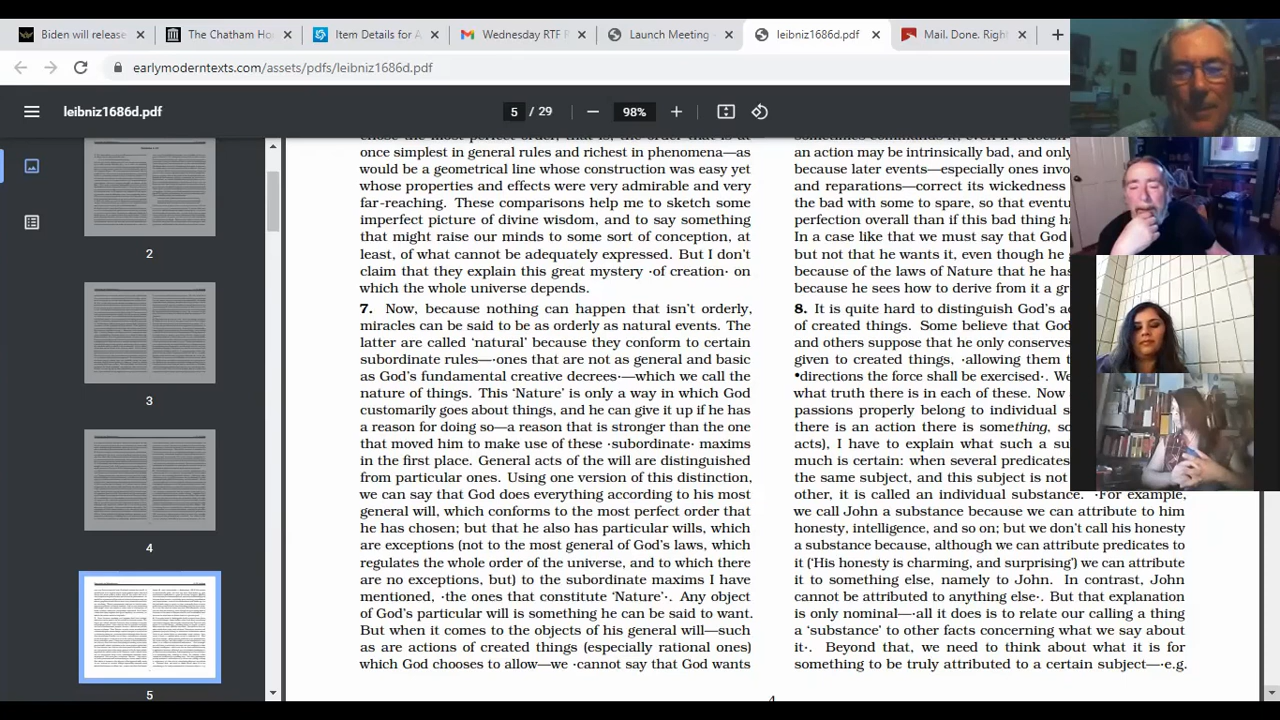 Biden will release
The Chatham Ho
Item Details for A
Wednesday RTF R
Launch Meeting -
leibniz1686d.pdf
Mail. Done. Righ
earlymoderntexts.com/assets/pdfs/leibniz1686d.pdf
leibniz1686d.pdf
5 / 29
98%
2
3
4
5
once simplest in general rules and richest in phenomena—as
would be a geometrical line whose construction was easy yet
whose properties and effects were very admirable and very
far-reaching. These comparisons help me to sketch some
imperfect picture of divine wisdom, and to say something
that might raise our minds to some sort of conception, at
least, of what cannot be adequately expressed. But I don't
claim that they explain this great mystery ·of creation· on
which the whole universe depends.
7. Now, because nothing can happen that isn't orderly,
miracles can be said to be as orderly as natural events. The
latter are called 'natural' because they conform to certain
subordinate rules—·ones that are not as general and basic
as God's fundamental creative decrees·—which we call the
nature of things. This 'Nature' is only a way in which God
customarily goes about things, and he can give it up if he has
a reason for doing so—a reason that is stronger than the one
that moved him to make use of these ·subordinate· maxims
in the first place. General acts of the will are distinguished
from particular ones. Using one version of this distinction,
we can say that God does everything according to his most
general will, which conforms to the most perfect order that
he has chosen; but that he also has particular wills, which
are exceptions (not to the most general of God's laws, which
regulates the whole order of the universe, and to which there
are no exceptions, but) to the subordinate maxims I have
mentioned, ·the ones that constitute 'Nature'·. Any object
of God's particular will is something he can be said to want.
But when it comes to the objects of his general will—such
as are actions of created things (especially rational ones)
which God chooses to allow—we ·cannot say that God wants
an action may be intrinsically bad, and only
because later events—especially ones invo
and reparations—correct its wickedness
the bad with some to spare, so that eventu
perfection overall than if this bad thing ha
In a case like that we must say that God
but not that he wants it, even though he
because of the laws of Nature that he has
because he sees how to derive from it a gr
8. It is quite hard to distinguish God's ac
of created things. Some believe that God
and others suppose that he only conserves
given to created things, ·allowing them t
•directions the force shall be exercised·. We
what truth there is in each of these. Now
passions properly belong to individual s
there is an action there is something, so
acts), I have to explain what such a su
much is certain: when several predicates
the same subject, and this subject is not
other, it is called an individual substance. ·For example,
we call John a substance because we can attribute to him
honesty, intelligence, and so on; but we don't call his honesty
a substance because, although we can attribute predicates to
it ('His honesty is charming, and surprising') we can attribute
it to something else, namely to John. In contrast, John
cannot be attributed to anything else·. But that explanation
is only nominal—·all it does is to relate our calling a thing
a 'substance' to other facts concerning what we say about
it·. Beyond that, we need to think about what it is for
something to be truly attributed to a certain subject—·e.g.